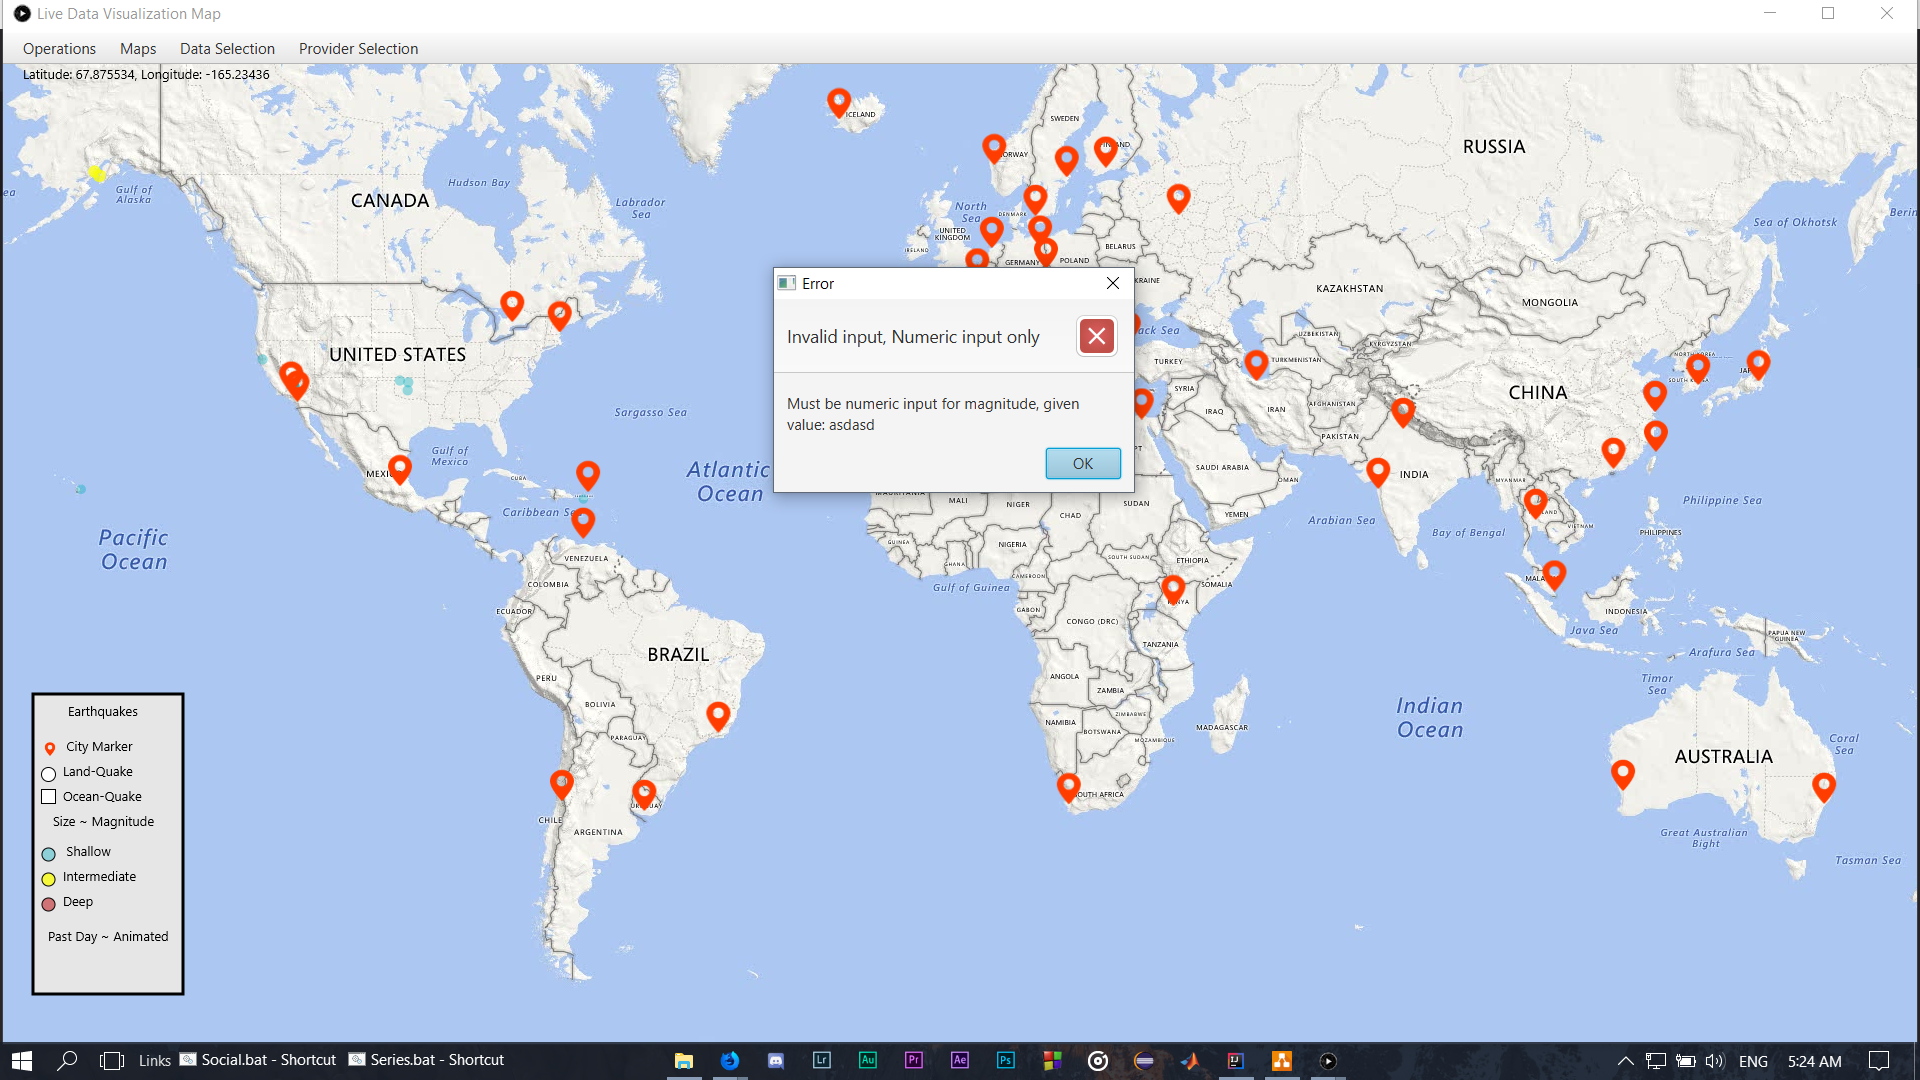 Live Data Visualization Map
Operations Maps Data Selection Provider Selection
Latitude: 67.875534, Longitude: -165.23436
ICELAND
SWEDEN
NORWAY
RUSSIA
Hudson Bay
Gulf of
Alaska
CANADA
Labrador
Sea
North
Sea
DENMARK
UNITED
KINGDOM
IRELAND
BELARUS
POLAND
GERMANY
Sea of Okhotsk
Error
Invalid input, Numeric input only
Must be numeric input for magnitude, given
value: asdasd
OK
KAZAKHSTAN
MONGOLIA
UZBEKISTAN
KYRGYZSTAN
TURKMENISTAN
TURKEY
SYRIA
IRAQ
IRAN
AFGHANISTAN
PAKISTAN
CHINA
NORTH KOREA
SOUTH KOREA
UNITED STATES
Sargasso Sea
Gulf of
Mexico
CUBA
Caribbean Sea
Atlantic
Ocean
Pacific
Ocean
SAUDI ARABIA
OMAN
YEMEN
INDIA
MYANMAR
VIETNAM
Philippine Sea
PHILIPPINES
Arabian Sea
Bay of Bengal
MAURITANIA
MALI
NIGER
CHAD
SUDAN
NIGERIA
GUINEA
GHANA
CAMEROON
SOUTH SUDAN
ETHIOPIA
SOMALIA
Gulf of Guinea
GABON
CONGO (DRC)
TANZANIA
ANGOLA
ZAMBIA
NAMIBIA
ZIMBABWE
BOTSWANA
MOZAMBIQUE
MADAGASCAR
SOUTH AFRICA
VENEZUELA
COLOMBIA
ECUADOR
BRAZIL
PERU
BOLIVIA
PARAGUAY
CHILE
ARGENTINA
INDONESIA
Java Sea
PAPUA NEW
GUINEA
Arafura Sea
Timor
Sea
Indian
Ocean
Coral
Sea
AUSTRALIA
Great Australian
Bight
Tasman Sea
Earthquakes
City Marker
Land-Quake
Ocean-Quake
Size ~ Magnitude
Shallow
Intermediate
Deep
Past Day ~ Animated
Links Social.bat - Shortcut Series.bat - Shortcut
Lr Au Pr Ae Ps IJ
ENG 5:24 AM